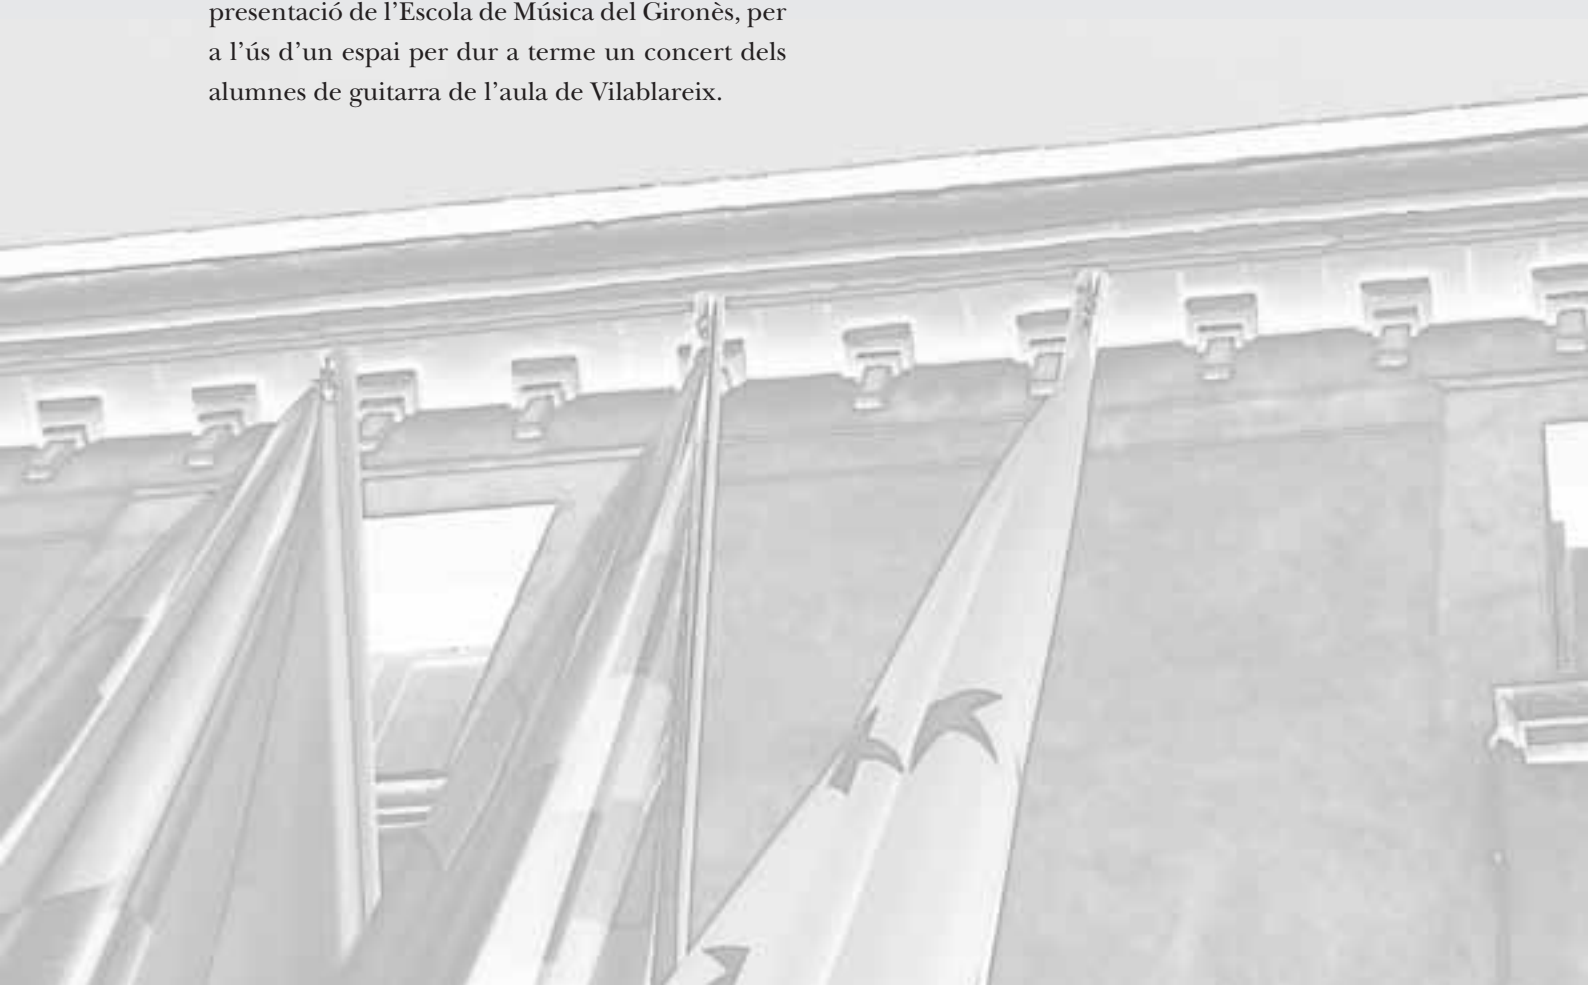 presentació de l’Escola de Música del Gironès, per
a l’ús d’un espai per dur a terme un concert dels
alumnes de guitarra de l’aula de Vilablareix.